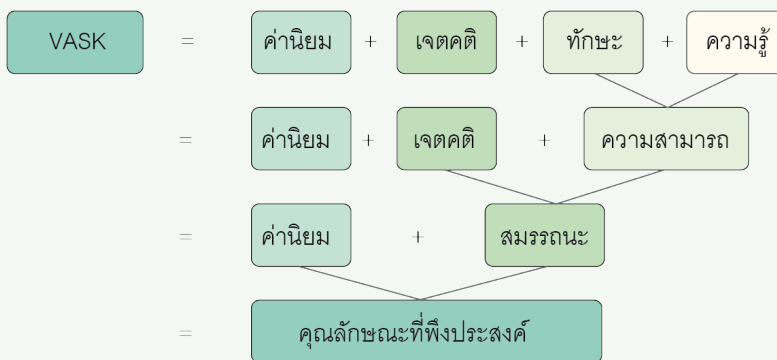 VASK = ค่านิยม + เจตคติ + ทักษะ + ความรู้
= ค่านิยม + เจตคติ + ความสามารถ
= ค่านิยม + สมรรถนะ
= คุณลักษณะที่พึงประสงค์